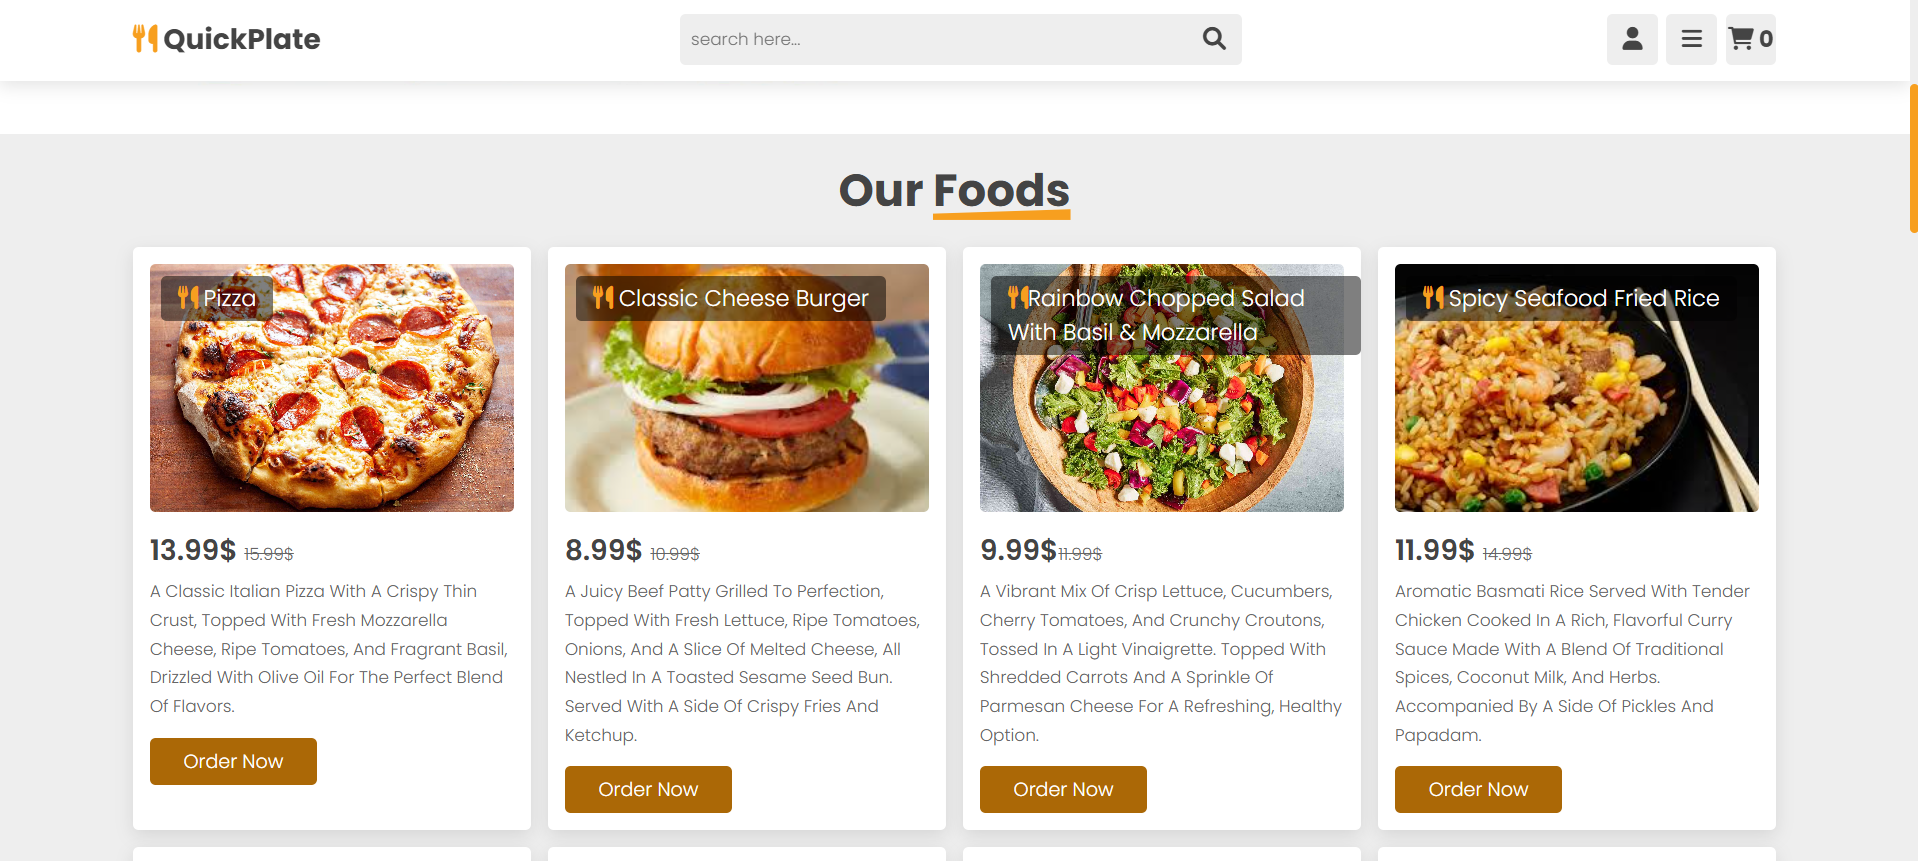 QuickPlate
search here...
0
Our Foods
Pizza
13.99$ 15.99$
A Classic Italian Pizza With A Crispy Thin
Crust, Topped With Fresh Mozzarella
Cheese, Ripe Tomatoes, And Fragrant Basil,
Drizzled With Olive Oil For The Perfect Blend
Of Flavors.
Order Now
Classic Cheese Burger
8.99$ 10.99$
A Juicy Beef Patty Grilled To Perfection,
Topped With Fresh Lettuce, Ripe Tomatoes,
Onions, And A Slice Of Melted Cheese, All
Nestled In A Toasted Sesame Seed Bun.
Served With A Side Of Crispy Fries And
Ketchup.
Order Now
Rainbow Chopped Salad
With Basil & Mozzarella
9.99$ 11.99$
A Vibrant Mix Of Crisp Lettuce, Cucumbers,
Cherry Tomatoes, And Crunchy Croutons,
Tossed In A Light Vinaigrette. Topped With
Shredded Carrots And A Sprinkle Of
Parmesan Cheese For A Refreshing, Healthy
Option.
Order Now
Spicy Seafood Fried Rice
11.99$ 14.99$
Aromatic Basmati Rice Served With Tender
Chicken Cooked In A Rich, Flavorful Curry
Sauce Made With A Blend Of Traditional
Spices, Coconut Milk, And Herbs.
Accompanied By A Side Of Pickles And
Papadam.
Order Now